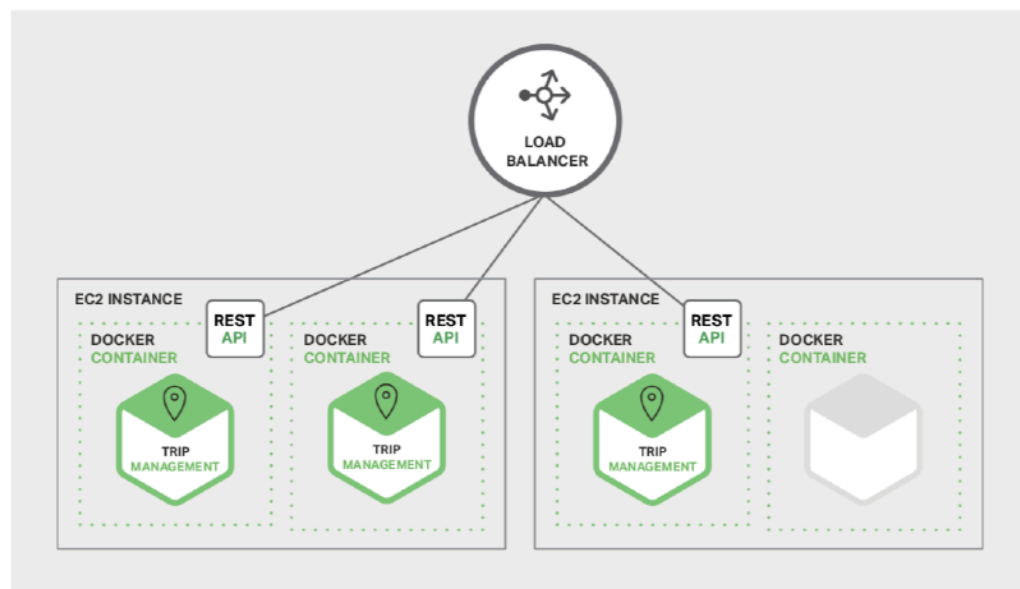 LOAD
BALANCER
EC2 INSTANCE
REST
API
DOCKER
CONTAINER
TRIP
MANAGEMENT
REST
API
DOCKER
CONTAINER
TRIP
MANAGEMENT
EC2 INSTANCE
REST
API
DOCKER
CONTAINER
TRIP
MANAGEMENT
DOCKER
CONTAINER